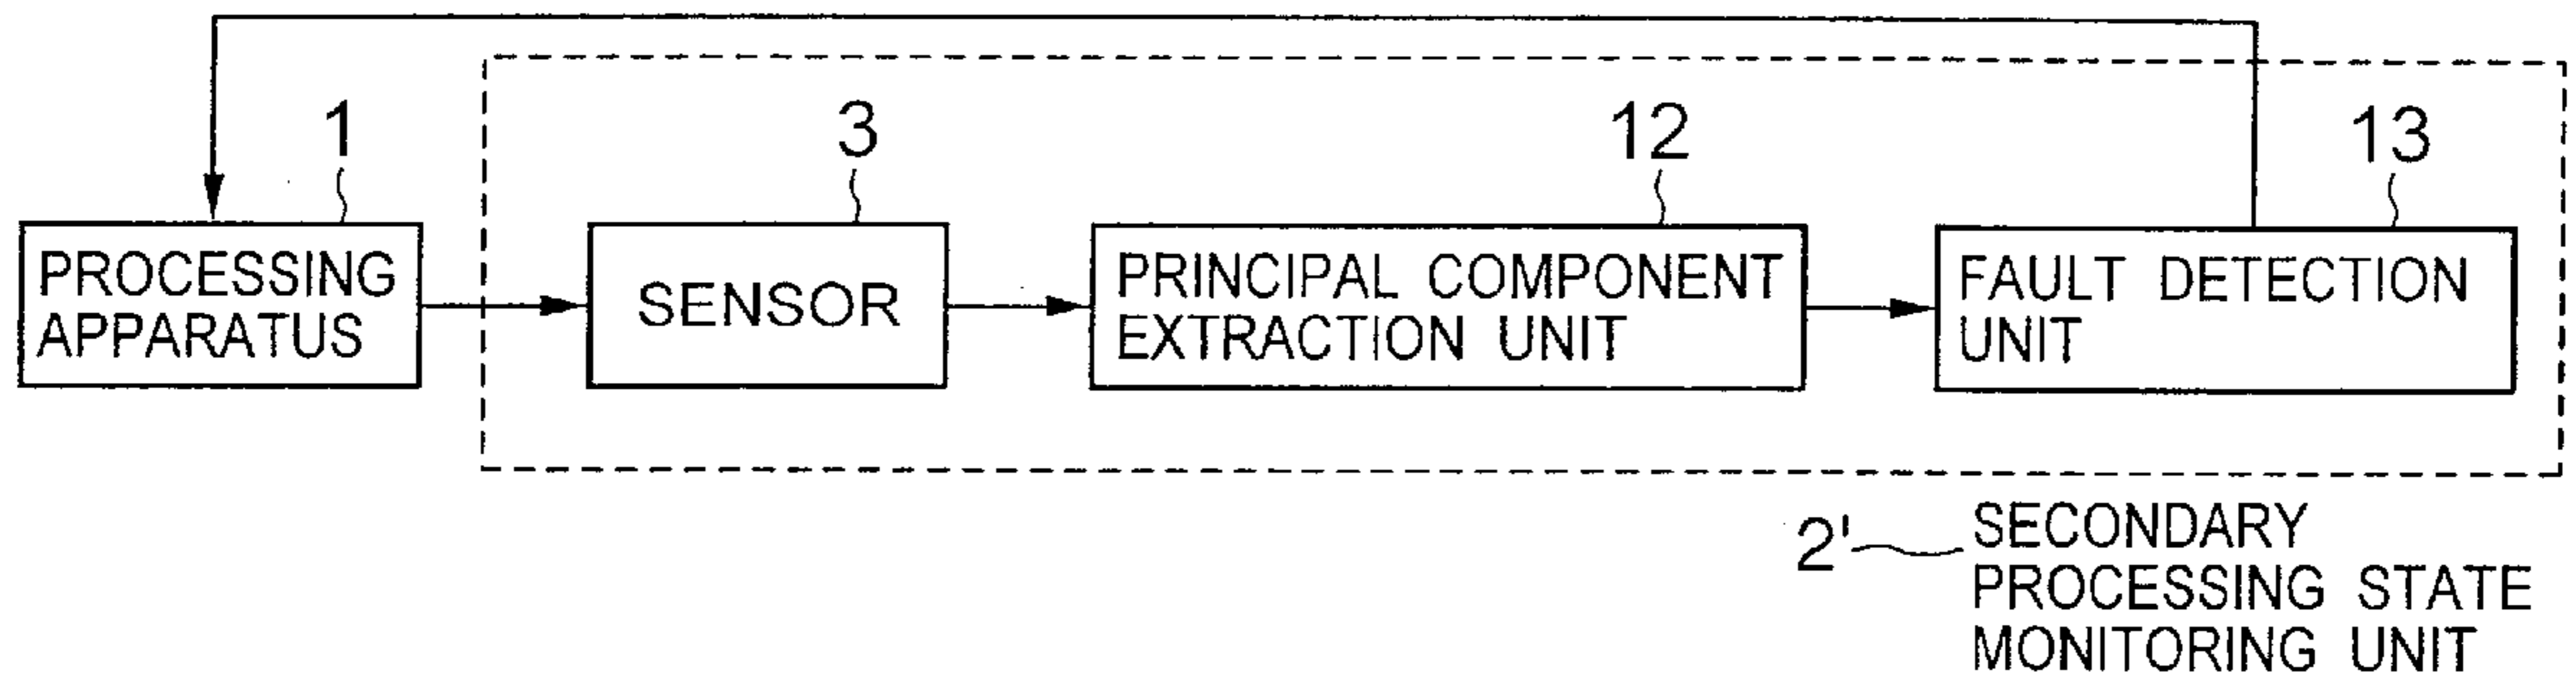 1
3
12
13
PROCESSING
APPARATUS
SENSOR
PRINCIPAL COMPONENT
EXTRACTION UNIT
FAULT DETECTION
UNIT
2'
SECONDARY
PROCESSING STATE
MONITORING UNIT